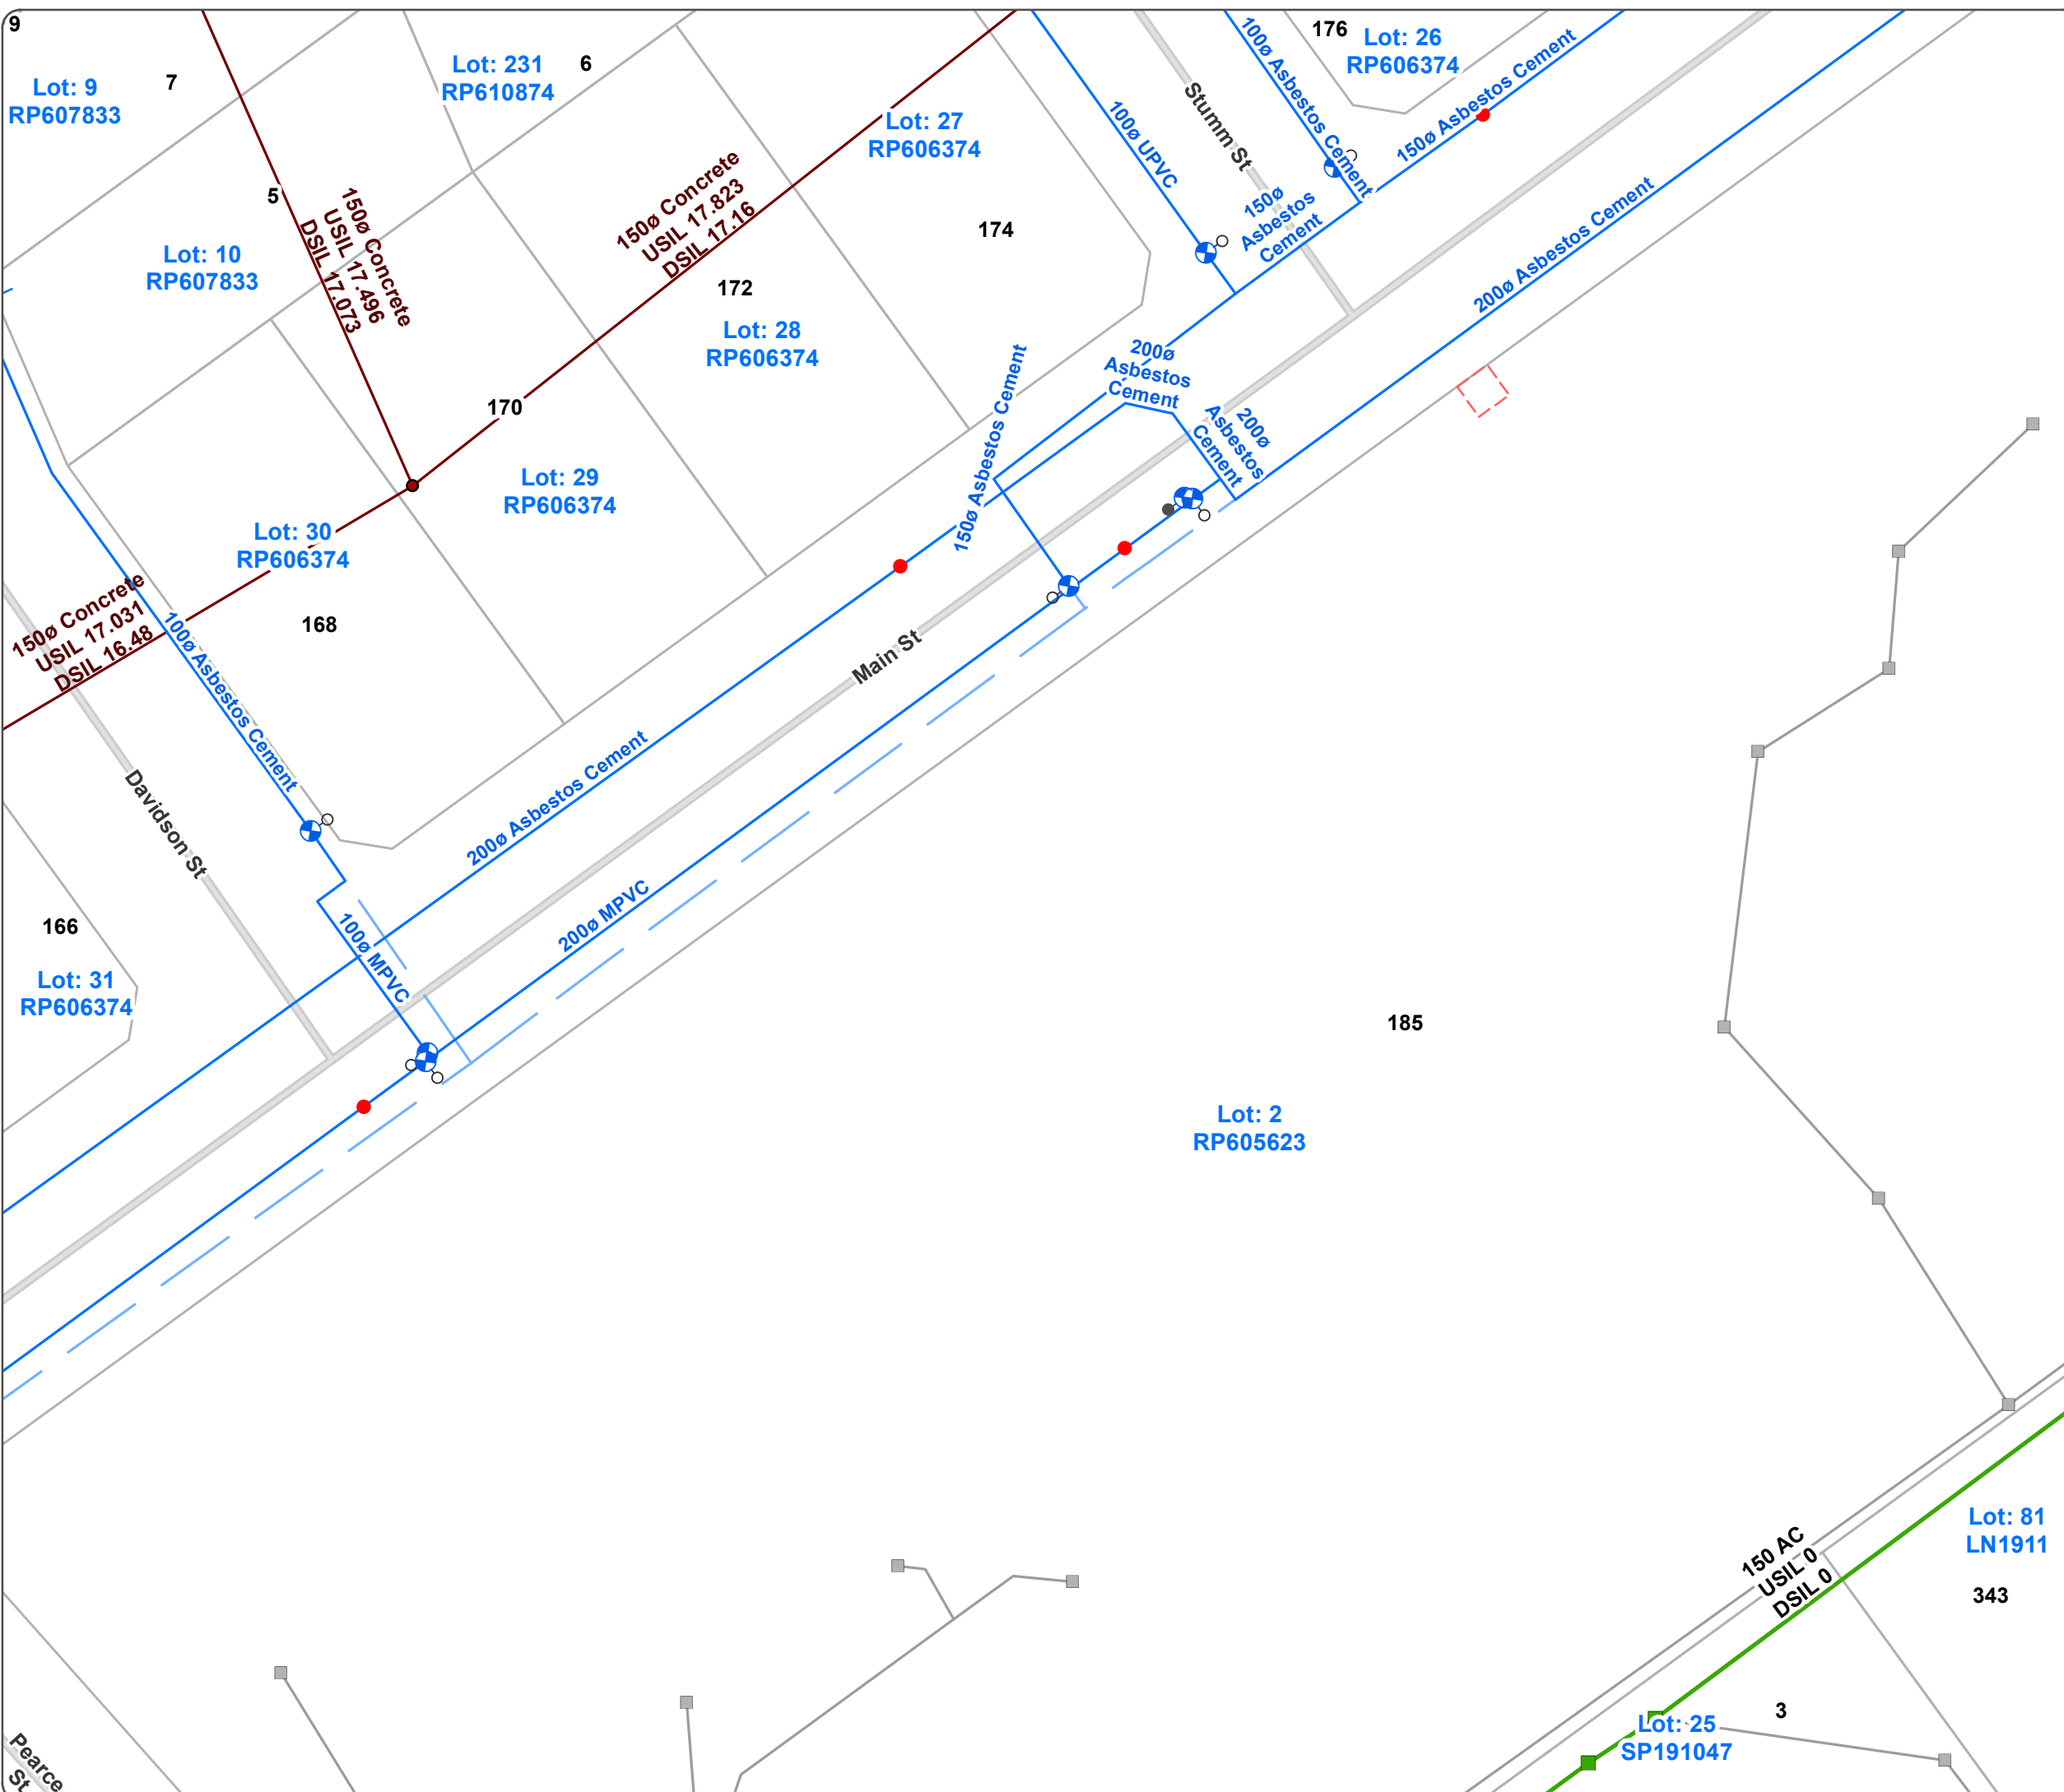 9
7
Lot: 9
RP607833
Lot: 231
RP610874
6
Lot: 27
RP606374
176
Lot: 26
RP606374
100ø Asbestos Cement
150ø Asbestos Cement
Stumm St
100ø UPVC
5
Lot: 10
RP607833
150ø Concrete
USIL 17.496
DSIL 17.073
150ø Concrete
USIL 17.823
DSIL 17.16
174
150ø
Asbestos
Cement
200ø Asbestos Cement
172
Lot: 28
RP606374
170
200ø
Asbestos
Cement
200ø
Asbestos
Cement
150ø Asbestos Cement
Lot: 29
RP606374
Lot: 30
RP606374
168
150ø Concrete
USIL 17.031
DSIL 16.48
100ø Asbestos Cement
Main St
Davidson St
200ø Asbestos Cement
200ø MPVC
100ø MPVC
166
Lot: 31
RP606374
185
Lot: 2
RP605623
150 AC
USIL 0
DSIL 0
Lot: 81
LN1911
343
3
Lot: 25
SP191047
Pearce
St